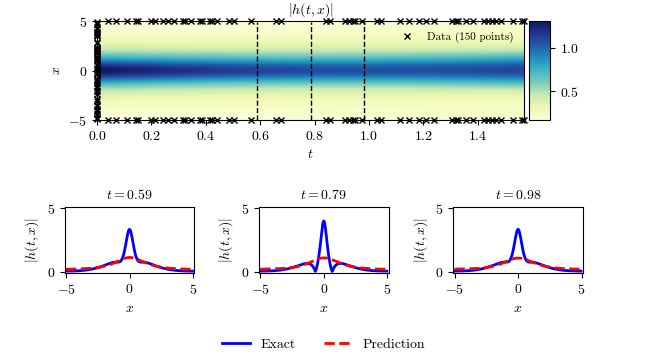 |h(t, x)|
5
0
−5
x
Data (150 points)
1.0
0.5
0.0 0.2 0.4 0.6 0.8 1.0 1.2 1.4
t
t = 0.59 t = 0.79 t = 0.98
5 5 5
|h(t, x)| |h(t, x)| |h(t, x)|
0 0 0
−5 0 5 −5 0 5 −5 0 5
x x x
Exact Prediction